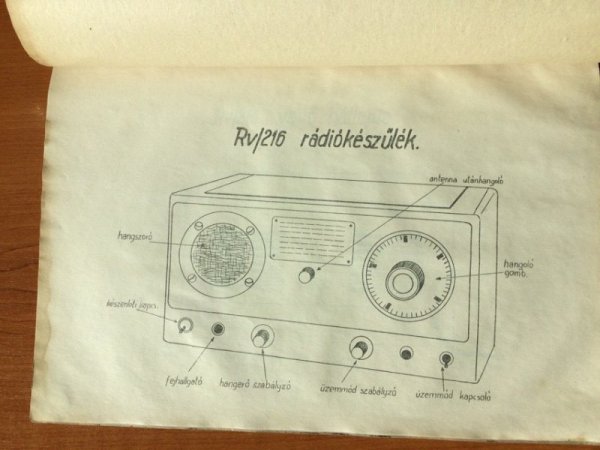 Rv/216 rádiókészülék.
antenna utánhangoló
hangszóró
hangoló
gomb.
készenléti kapcs.
fejhallgató
hangerő szabályzó
üzemmód szabályzó
üzemmód kapcsoló